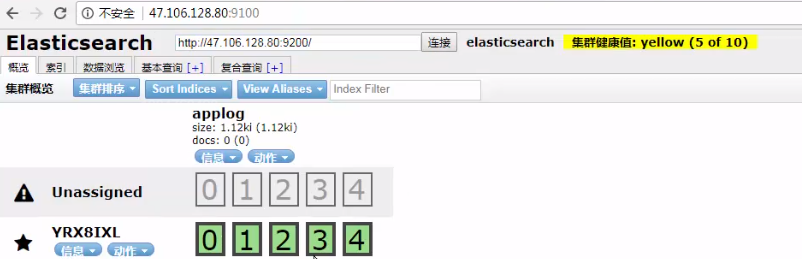 不安全 | 47.106.128.80:9100
Elasticsearch http://47.106.128.80:9200/ 连接 elasticsearch 集群健康值: yellow (5 of 10)
概览 索引 数据浏览 基本查询 [+] 复合查询 [+]
集群概览 集群排序 Sort Indices View Aliases Index Filter
applog
size: 1.12ki (1.12ki)
docs: 0 (0)
信息 动作
Unassigned 0 1 2 3 4
YRX8IXL 0 1 2 3 4
信息 动作